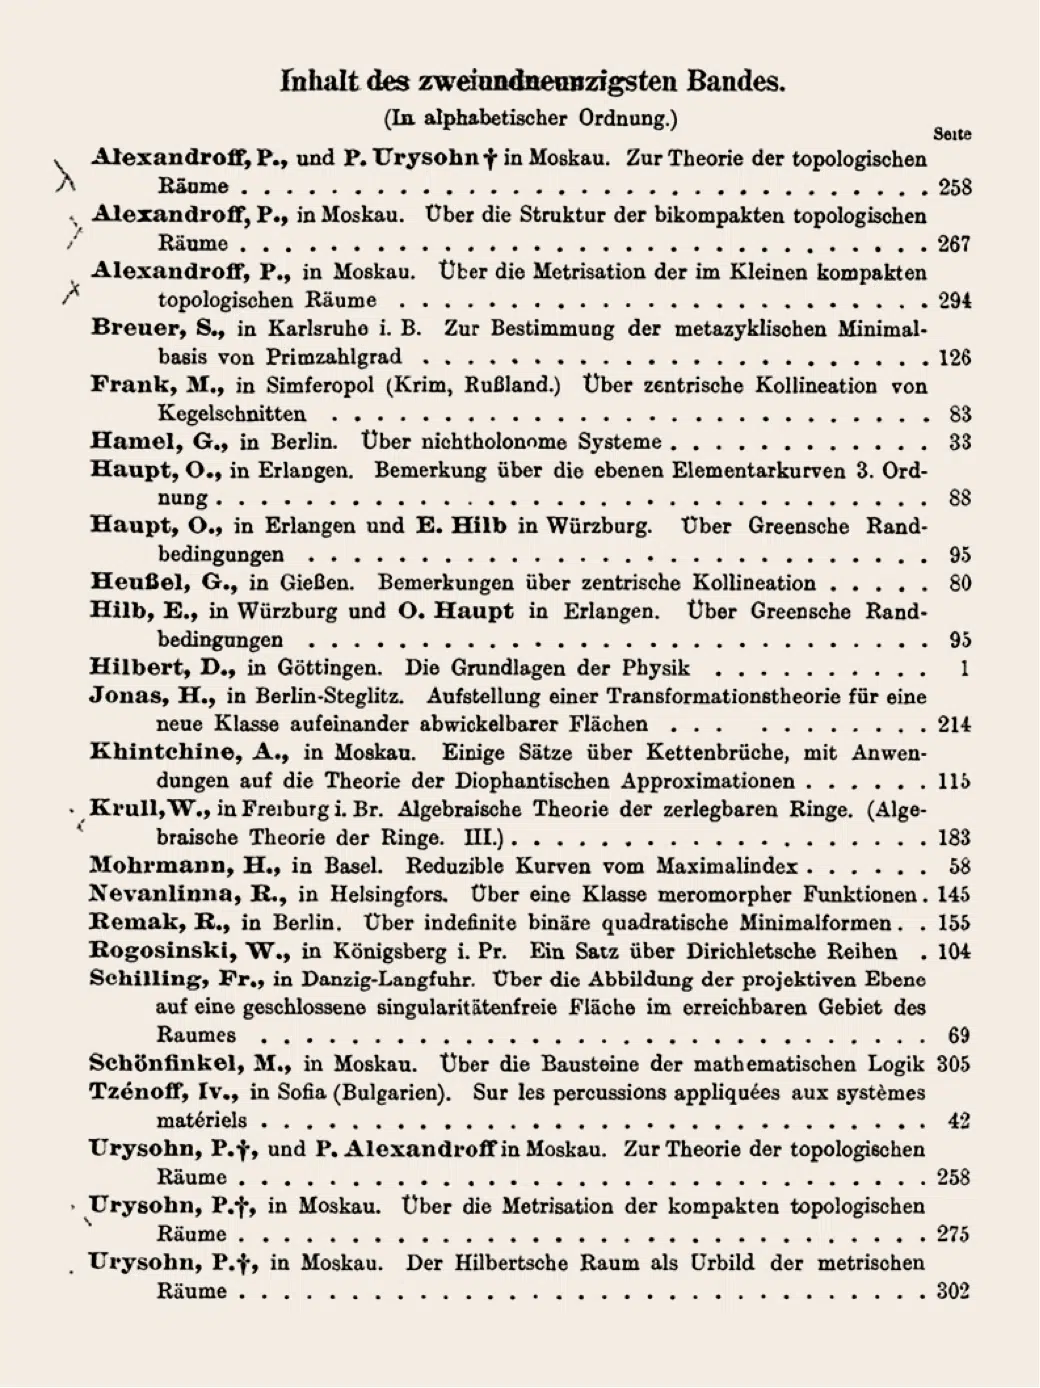 Inhalt des zweiundneunzigsten Bandes.
(In alphabetischer Ordnung.)
Seite
Alexandroff, P., und P. Urysohn † in Moskau. Zur Theorie der topologischen
Räume . . . . . . . . . . . . . . . . . . . . . . . . . . . . . . . 258
Alexandroff, P., in Moskau. Über die Struktur der bikompakten topologischen
Räume . . . . . . . . . . . . . . . . . . . . . . . . . . . . . . . 267
Alexandroff, P., in Moskau. Über die Metrisation der im Kleinen kompakten
topologischen Räume . . . . . . . . . . . . . . . . . . . . . . . . 294
Breuer, S., in Karlsruhe i. B. Zur Bestimmung der metazyklischen Minimal-
basis von Primzahlgrad . . . . . . . . . . . . . . . . . . . . . . . 126
Frank, M., in Simferopol (Krim, Rußland.) Über zentrische Kollineation von
Kegelschnitten . . . . . . . . . . . . . . . . . . . . . . . . . . . 83
Hamel, G., in Berlin. Über nichtholonome Systeme . . . . . . . . . . . . 33
Haupt, O., in Erlangen. Bemerkung über die ebenen Elementarkurven 3. Ord-
nung . . . . . . . . . . . . . . . . . . . . . . . . . . . . . . . . 88
Haupt, O., in Erlangen und E. Hilb in Würzburg. Über Greensche Rand-
bedingungen . . . . . . . . . . . . . . . . . . . . . . . . . . . . 95
Heußel, G., in Gießen. Bemerkungen über zentrische Kollineation . . . . . 80
Hilb, E., in Würzburg und O. Haupt in Erlangen. Über Greensche Rand-
bedingungen . . . . . . . . . . . . . . . . . . . . . . . . . . . . 95
Hilbert, D., in Göttingen. Die Grundlagen der Physik . . . . . . . . . . 1
Jonas, H., in Berlin-Steglitz. Aufstellung einer Transformationstheorie für eine
neue Klasse aufeinander abwickelbarer Flächen . . . . . . . . . . . 214
Khintchine, A., in Moskau. Einige Sätze über Kettenbrüche, mit Anwen-
dungen auf die Theorie der Diophantischen Approximationen . . . . . . 115
Krull, W., in Freiburg i. Br. Algebraische Theorie der zerlegbaren Ringe. (Alge-
braische Theorie der Ringe. III.) . . . . . . . . . . . . . . . . . . . 183
Mohrmann, H., in Basel. Reduzible Kurven vom Maximalindex . . . . . . 58
Nevanlinna, R., in Helsingfors. Über eine Klasse meromorpher Funktionen . 145
Remak, R., in Berlin. Über indefinite binäre quadratische Minimalformen . . 155
Rogosinski, W., in Königsberg i. Pr. Ein Satz über Dirichletsche Reihen . 104
Schilling, Fr., in Danzig-Langfuhr. Über die Abbildung der projektiven Ebene
auf eine geschlossene singularitätenfreie Fläche im erreichbaren Gebiet des
Raumes . . . . . . . . . . . . . . . . . . . . . . . . . . . . . . 69
Schönfinkel, M., in Moskau. Über die Bausteine der mathematischen Logik 305
Tzénoff, Iv., in Sofia (Bulgarien). Sur les percussions appliquées aux systèmes
matériels . . . . . . . . . . . . . . . . . . . . . . . . . . . . . . 42
Urysohn, P.†, und P. Alexandroff in Moskau. Zur Theorie der topologischen
Räume . . . . . . . . . . . . . . . . . . . . . . . . . . . . . . . 258
Urysohn, P.†, in Moskau. Über die Metrisation der kompakten topologischen
Räume . . . . . . . . . . . . . . . . . . . . . . . . . . . . . . . 275
Urysohn, P.†, in Moskau. Der Hilbertsche Raum als Urbild der metrischen
Räume . . . . . . . . . . . . . . . . . . . . . . . . . . . . . . . 302